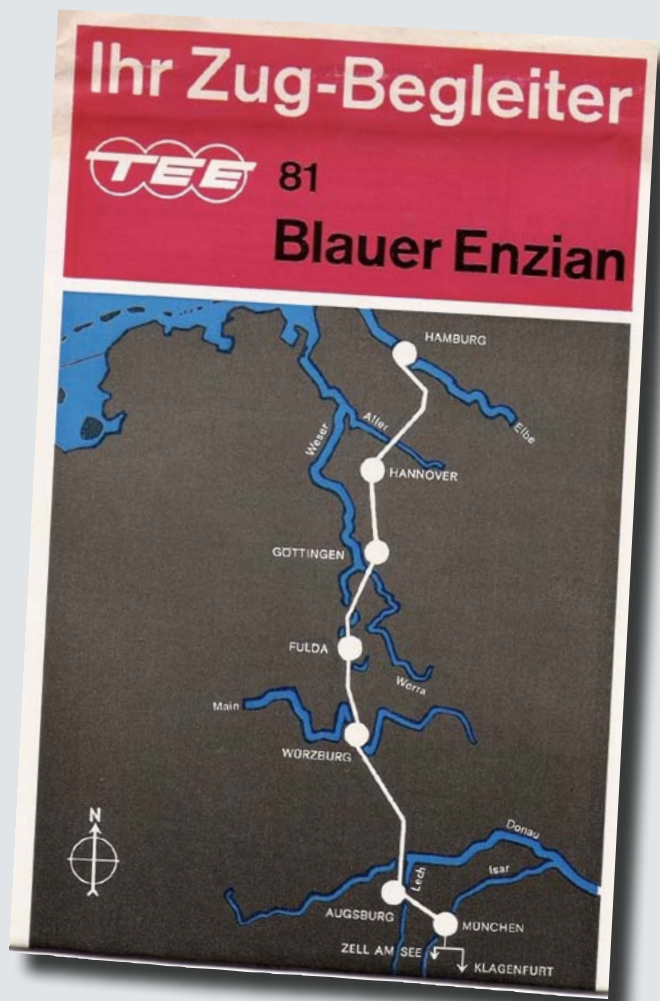 Ihr Zug-Begleiter
TEE 81
Blauer Enzian
HAMBURG
Elbe
Aller
Weser
HANNOVER
GÖTTINGEN
FULDA
Werra
Main
WÜRZBURG
N
Donau
Isar
Lech
AUGSBURG
MÜNCHEN
ZELL AM SEE
KLAGENFURT